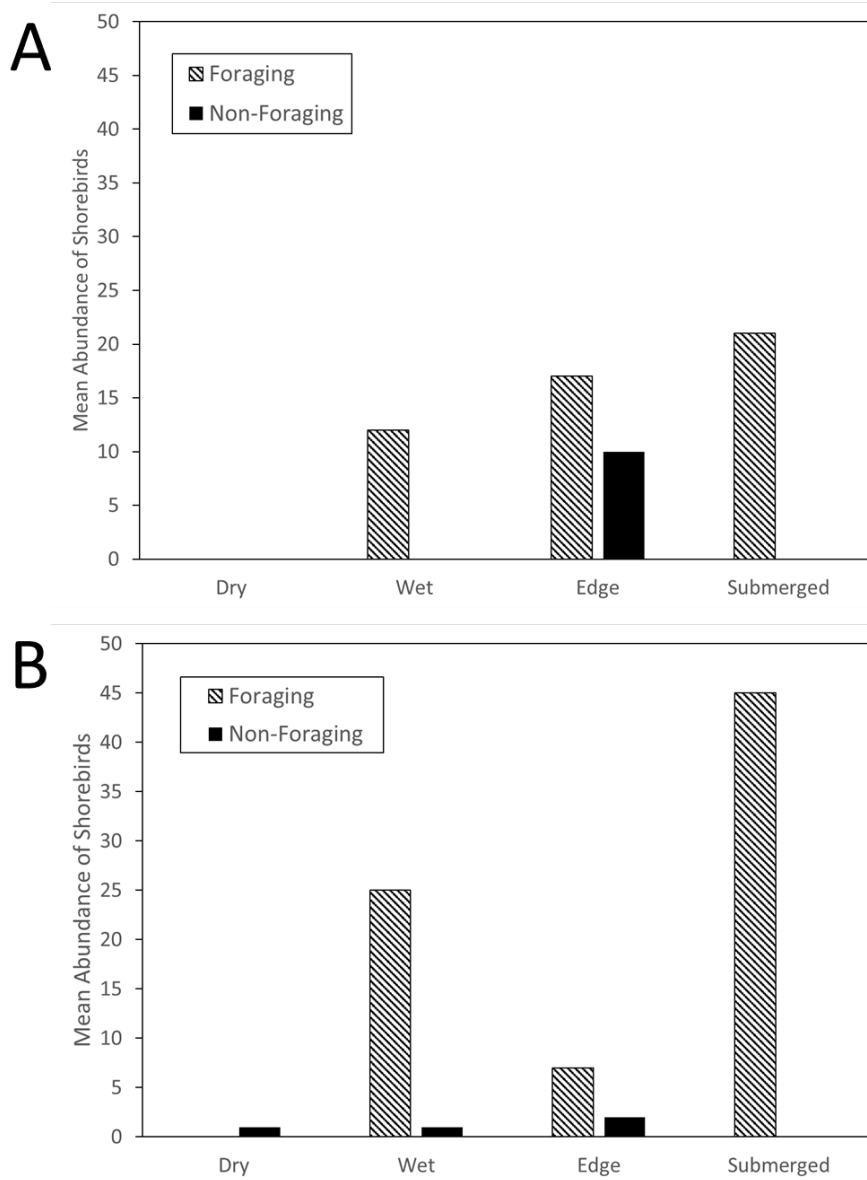 A
Foraging
Non-Foraging
Mean Abundance of Shorebirds
50
45
40
35
30
25
20
15
10
5
0
Dry Wet Edge Submerged
B
Foraging
Non-Foraging
Mean Abundance of Shorebirds
50
45
40
35
30
25
20
15
10
5
0
Dry Wet Edge Submerged